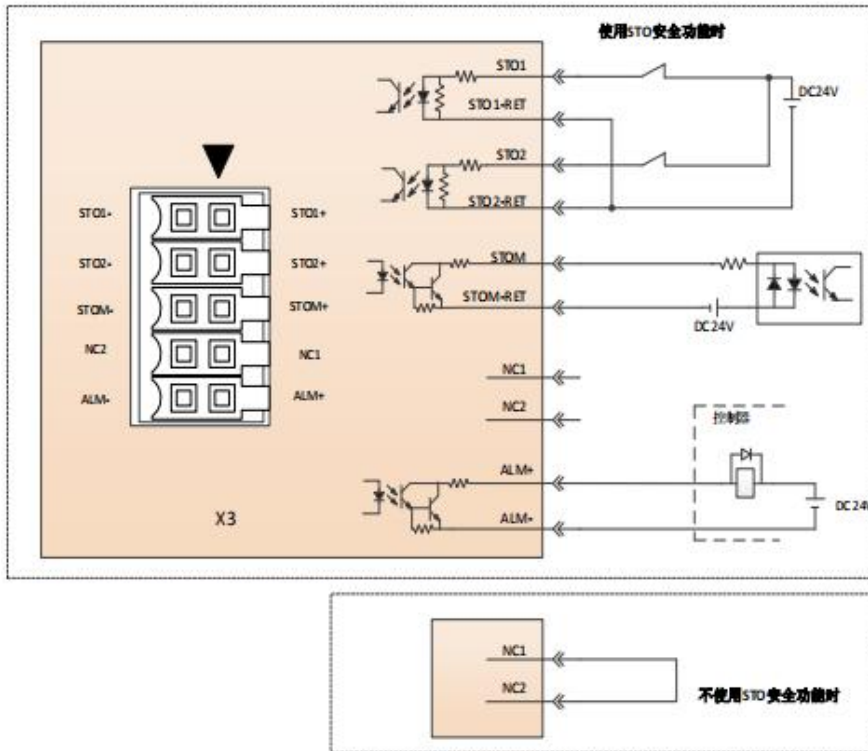 使用STO安全功能时
STO1
STO1-RET
DC24V
STO2
STO2-RET
STO1-
STO1+
STO2-
STO2+
STOM-
STOM+
NC2
NC1
ALM-
ALM+
STOM
STOM-RET
DC24V
NC1
NC2
控制器
ALM+
ALM-
DC24V
X3
NC1
NC2
不使用STO安全功能时